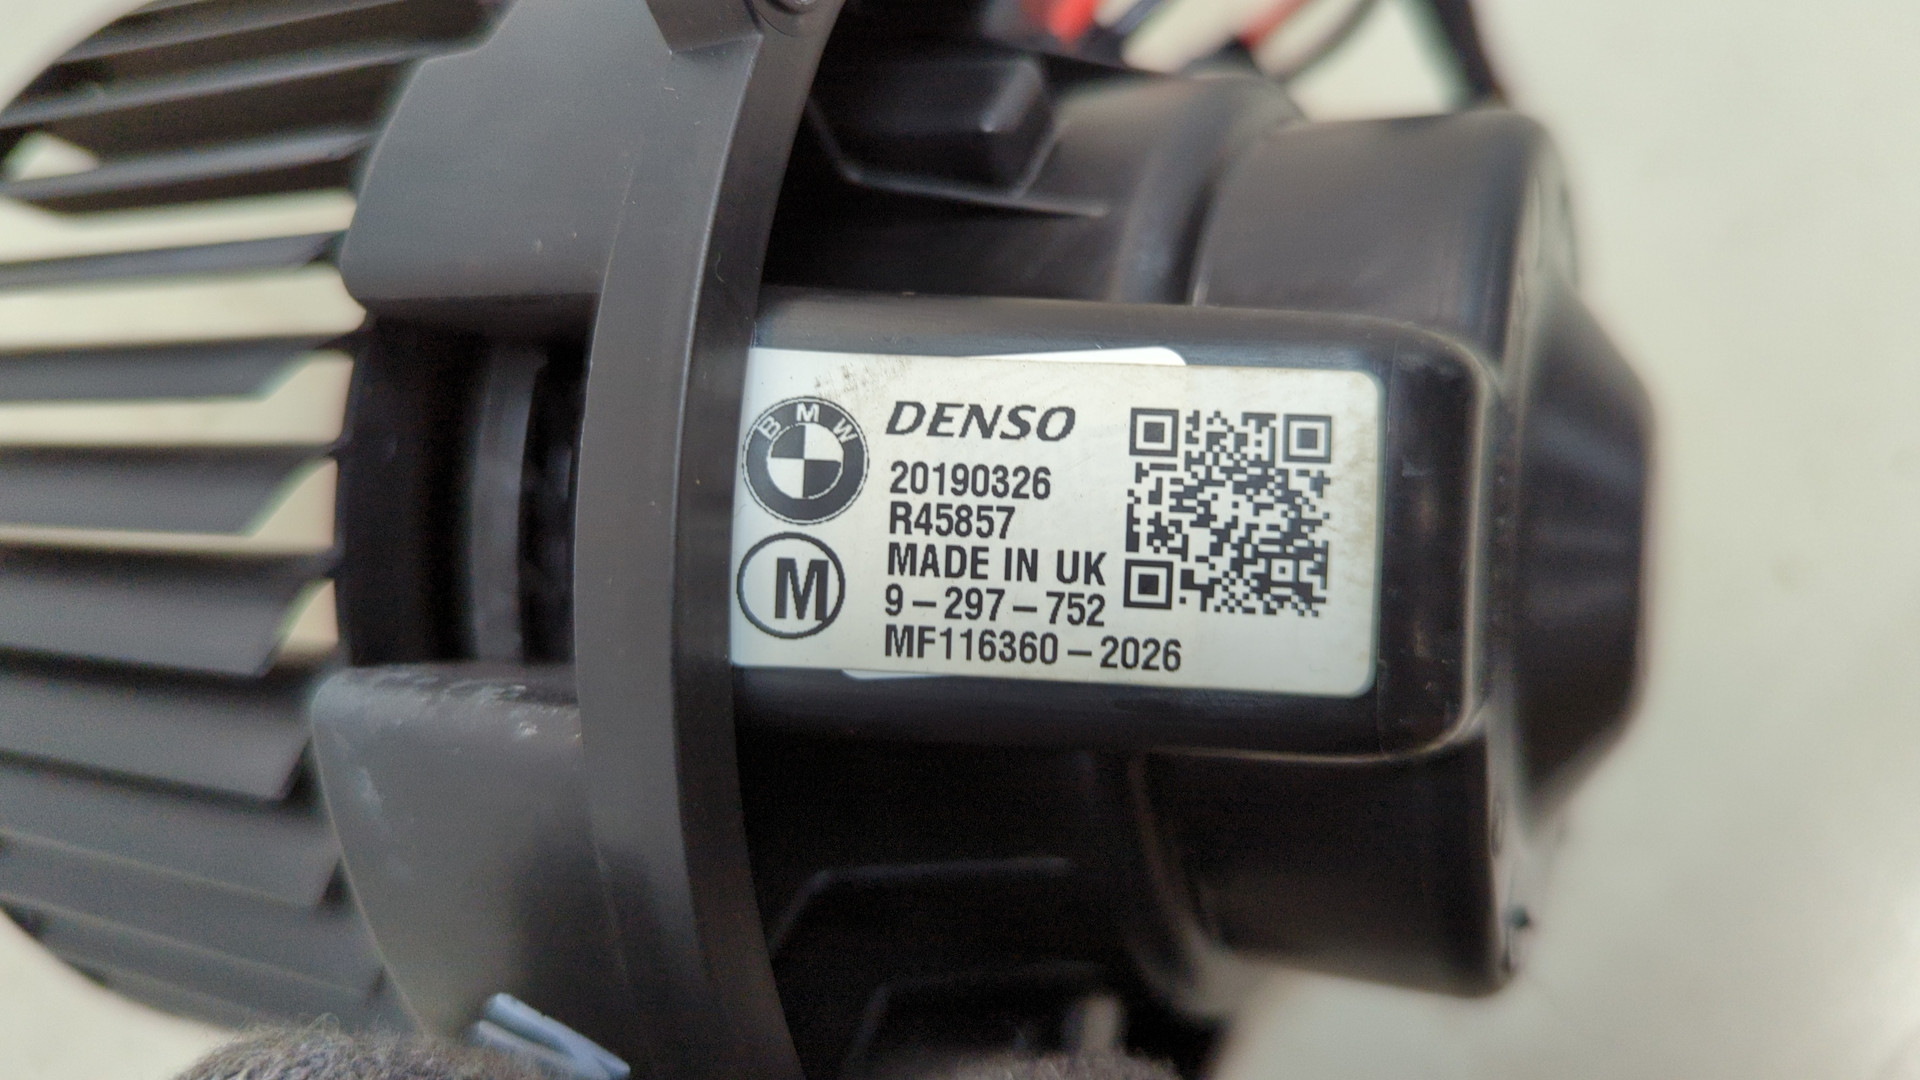 BMW
M
DENSO
20190326
R45857
MADE IN UK
9-297-752
MF116360-2026